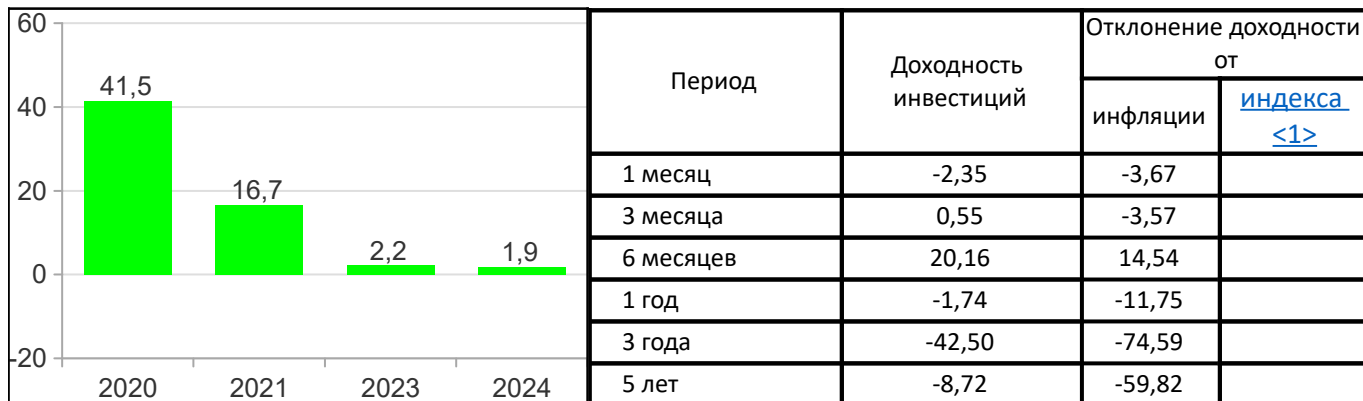 60
40
20
0
-20
41,5
16,7
2,2
1,9
2020 2021 2023 2024
Период
Доходность
инвестиций
Отклонение доходности
от
инфляции
индекса
<1>
1 месяц -2,35 -3,67
3 месяца 0,55 -3,57
6 месяцев 20,16 14,54
1 год -1,74 -11,75
3 года -42,50 -74,59
5 лет -8,72 -59,82